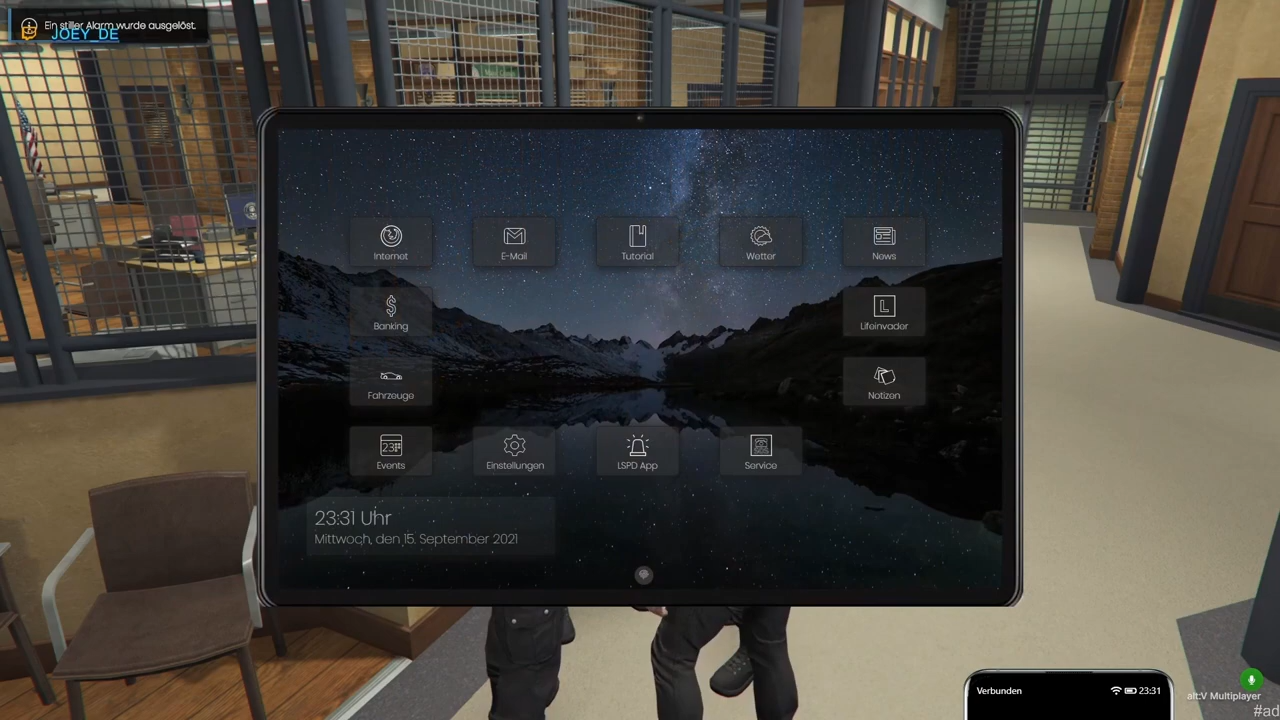 Ein stiller Alarm wurde ausgelöst.
JOEY_DE
Internet
E-Mail
Tutorial
Wetter
News
Banking
Lifeinvader
Fahrzeuge
Notizen
23
Events
Einstellungen
LSPD App
Service
23:31 Uhr
Mittwoch, den 15. September 2021
Verbunden
23:31
alt:V Multiplayer
#ad